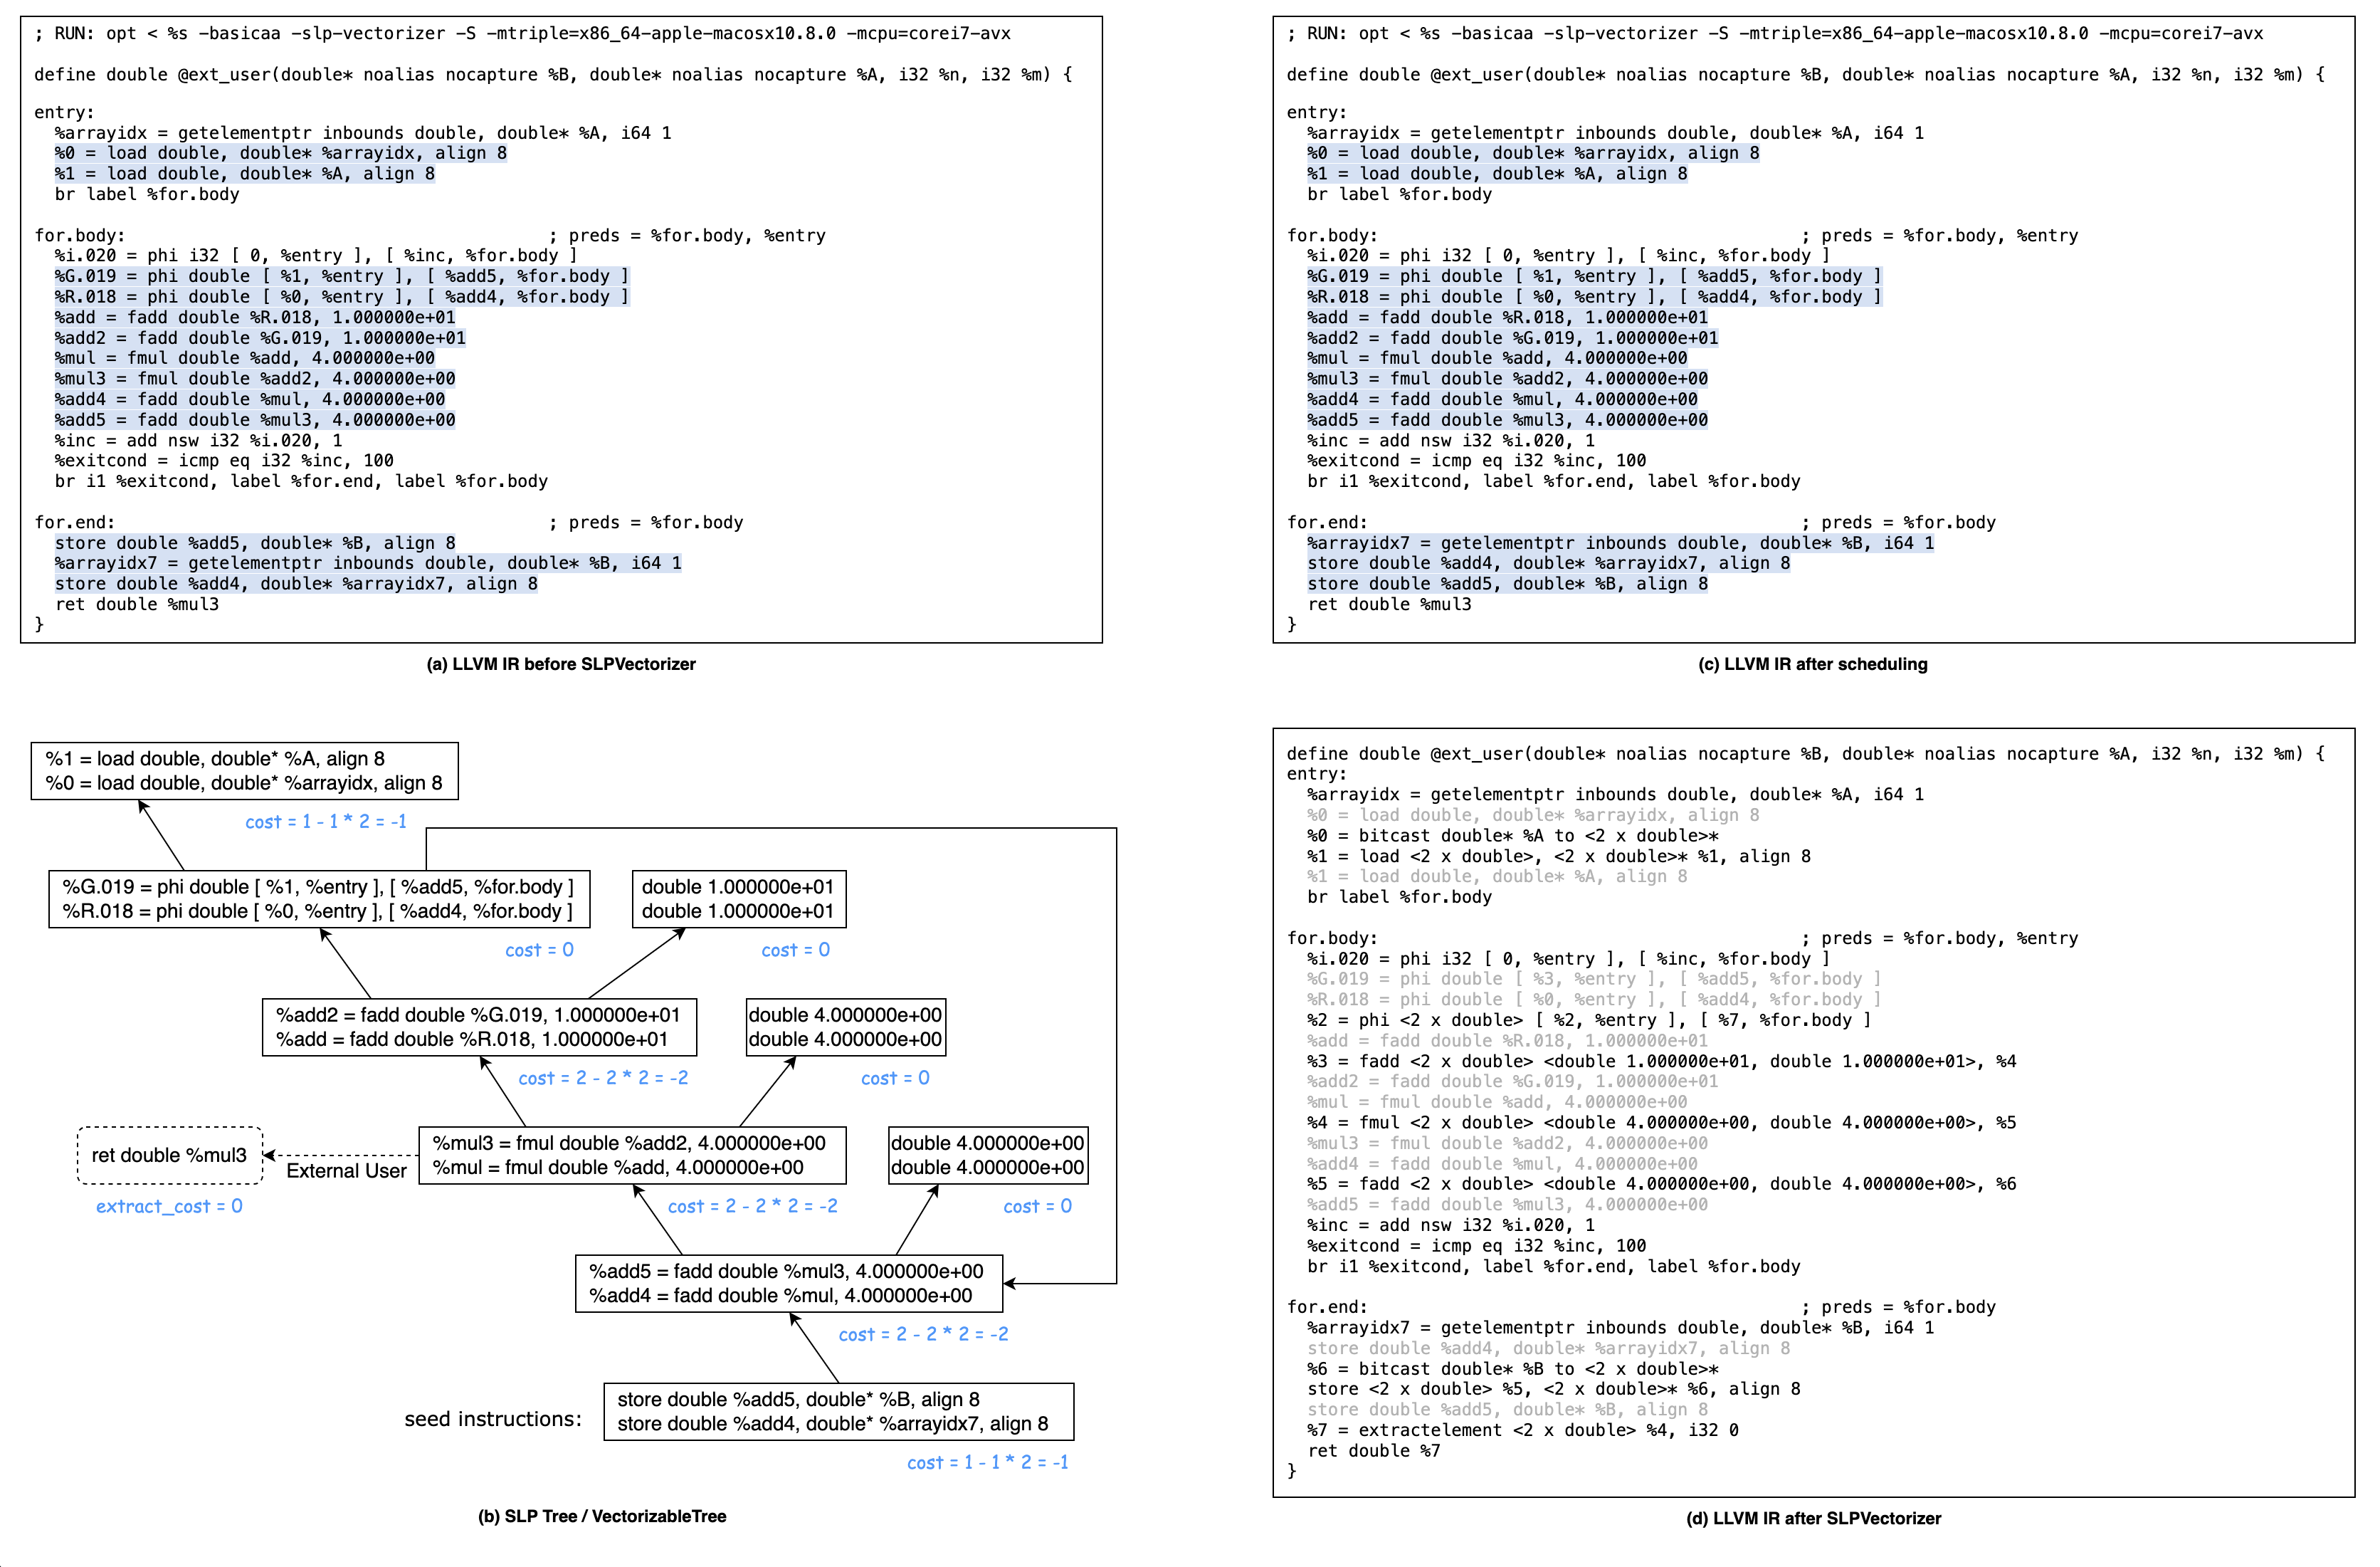 ; RUN: opt < %s -basicaa -slp-vectorizer -S -mtriple=x86_64-apple-macosx10.8.0 -mcpu=corei7-avx
define double @ext_user(double* noalias nocapture %B, double* noalias nocapture %A, i32 %n, i32 %m) {
entry:
%arrayidx = getelementptr inbounds double, double* %A, i64 1
%0 = load double, double* %arrayidx, align 8
%1 = load double, double* %A, align 8
br label %for.body
for.body: ; preds = %for.body, %entry
%i.020 = phi i32 [ 0, %entry ], [ %inc, %for.body ]
%G.019 = phi double [ %1, %entry ], [ %add5, %for.body ]
%R.018 = phi double [ %0, %entry ], [ %add4, %for.body ]
%add = fadd double %R.018, 1.000000e+01
%add2 = fadd double %G.019, 1.000000e+01
%mul = fmul double %add, 4.000000e+00
%mul3 = fmul double %add2, 4.000000e+00
%add4 = fadd double %mul, 4.000000e+00
%add5 = fadd double %mul3, 4.000000e+00
%inc = add nsw i32 %i.020, 1
%exitcond = icmp eq i32 %inc, 100
br i1 %exitcond, label %for.end, label %for.body
for.end: ; preds = %for.body
store double %add5, double* %B, align 8
%arrayidx7 = getelementptr inbounds double, double* %B, i64 1
store double %add4, double* %arrayidx7, align 8
ret double %mul3
}
(a) LLVM IR before SLPVectorizer
; RUN: opt < %s -basicaa -slp-vectorizer -S -mtriple=x86_64-apple-macosx10.8.0 -mcpu=corei7-avx
define double @ext_user(double* noalias nocapture %B, double* noalias nocapture %A, i32 %n, i32 %m) {
entry:
%arrayidx = getelementptr inbounds double, double* %A, i64 1
%0 = load double, double* %arrayidx, align 8
%1 = load double, double* %A, align 8
br label %for.body
for.body: ; preds = %for.body, %entry
%i.020 = phi i32 [ 0, %entry ], [ %inc, %for.body ]
%G.019 = phi double [ %1, %entry ], [ %add5, %for.body ]
%R.018 = phi double [ %0, %entry ], [ %add4, %for.body ]
%add = fadd double %R.018, 1.000000e+01
%add2 = fadd double %G.019, 1.000000e+01
%mul = fmul double %add, 4.000000e+00
%mul3 = fmul double %add2, 4.000000e+00
%add4 = fadd double %mul, 4.000000e+00
%add5 = fadd double %mul3, 4.000000e+00
%inc = add nsw i32 %i.020, 1
%exitcond = icmp eq i32 %inc, 100
br i1 %exitcond, label %for.end, label %for.body
for.end: ; preds = %for.body
%arrayidx7 = getelementptr inbounds double, double* %B, i64 1
store double %add4, double* %arrayidx7, align 8
store double %add5, double* %B, align 8
ret double %mul3
}
(c) LLVM IR after scheduling
%1 = load double, double* %A, align 8
%0 = load double, double* %arrayidx, align 8
cost = 1 - 1 * 2 = -1
%G.019 = phi double [ %1, %entry ], [ %add5, %for.body ]
%R.018 = phi double [ %0, %entry ], [ %add4, %for.body ]
cost = 0
double 1.000000e+01
double 1.000000e+01
cost = 0
%add2 = fadd double %G.019, 1.000000e+01
%add = fadd double %R.018, 1.000000e+01
cost = 2 - 2 * 2 = -2
double 4.000000e+00
double 4.000000e+00
cost = 0
ret double %mul3
extract_cost = 0
External User
%mul3 = fmul double %add2, 4.000000e+00
%mul = fmul double %add, 4.000000e+00
cost = 2 - 2 * 2 = -2
double 4.000000e+00
double 4.000000e+00
cost = 0
%add5 = fadd double %mul3, 4.000000e+00
%add4 = fadd double %mul, 4.000000e+00
cost = 2 - 2 * 2 = -2
seed instructions:
store double %add5, double* %B, align 8
store double %add4, double* %arrayidx7, align 8
cost = 1 - 1 * 2 = -1
(b) SLP Tree / VectorizableTree
define double @ext_user(double* noalias nocapture %B, double* noalias nocapture %A, i32 %n, i32 %m) {
entry:
%arrayidx = getelementptr inbounds double, double* %A, i64 1
%0 = load double, double* %arrayidx, align 8
%0 = bitcast double* %A to <2 x double>*
%1 = load <2 x double>, <2 x double>* %1, align 8
%1 = load double, double* %A, align 8
br label %for.body
for.body: ; preds = %for.body, %entry
%i.020 = phi i32 [ 0, %entry ], [ %inc, %for.body ]
%G.019 = phi double [ %3, %entry ], [ %add5, %for.body ]
%R.018 = phi double [ %0, %entry ], [ %add4, %for.body ]
%2 = phi <2 x double> [ %2, %entry ], [ %7, %for.body ]
%add = fadd double %R.018, 1.000000e+01
%3 = fadd <2 x double> <double 1.000000e+01, double 1.000000e+01>, %4
%add2 = fadd double %G.019, 1.000000e+01
%mul = fmul double %add, 4.000000e+00
%4 = fmul <2 x double> <double 4.000000e+00, double 4.000000e+00>, %5
%mul3 = fmul double %add2, 4.000000e+00
%add4 = fadd double %mul, 4.000000e+00
%5 = fadd <2 x double> <double 4.000000e+00, double 4.000000e+00>, %6
%add5 = fadd double %mul3, 4.000000e+00
%inc = add nsw i32 %i.020, 1
%exitcond = icmp eq i32 %inc, 100
br i1 %exitcond, label %for.end, label %for.body
for.end: ; preds = %for.body
%arrayidx7 = getelementptr inbounds double, double* %B, i64 1
store double %add4, double* %arrayidx7, align 8
%6 = bitcast double* %B to <2 x double>*
store <2 x double> %5, <2 x double>* %6, align 8
store double %add5, double* %B, align 8
%7 = extractelement <2 x double> %4, i32 0
ret double %7
}
(d) LLVM IR after SLPVectorizer